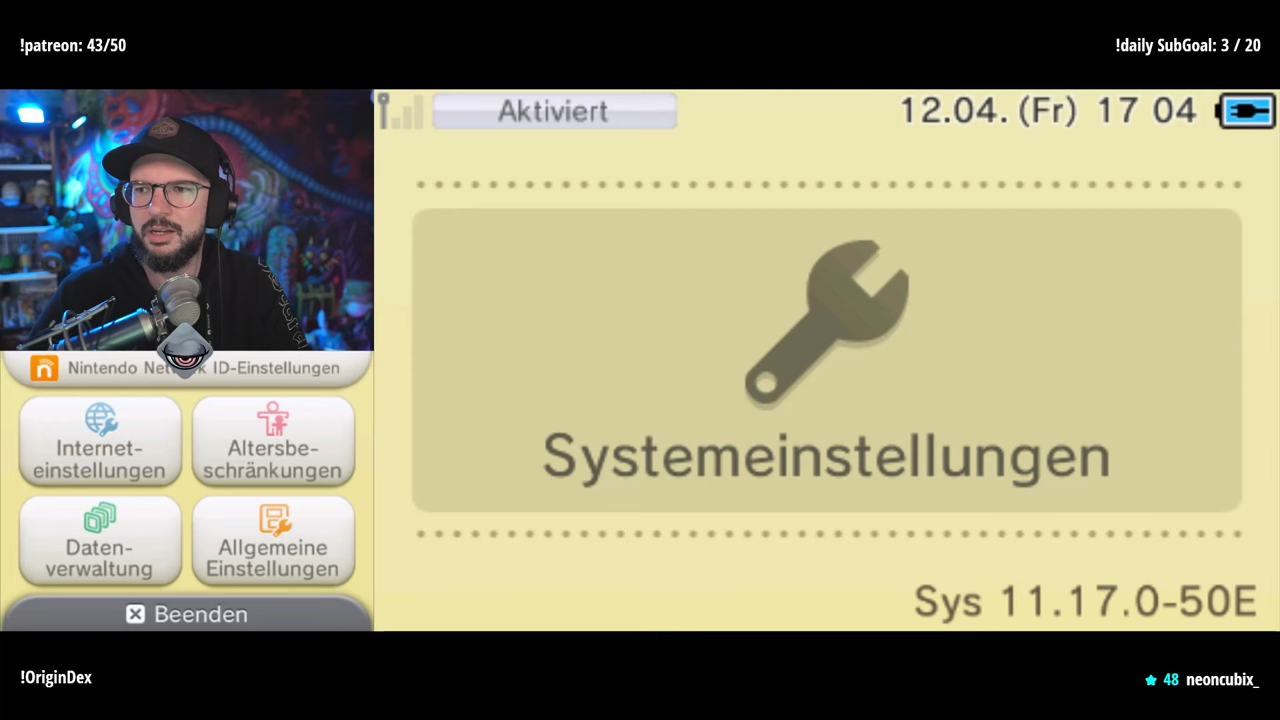 !patreon: 43/50
!daily SubGoal: 3 / 20
Aktiviert
12.04. (Fr) 17 04
Systemeinstellungen
Sys 11.17.0-50E
Nintendo Network ID-Einstellungen
Internet-
einstellungen
Altersbe-
schränkungen
Daten-
verwaltung
Allgemeine
Einstellungen
Beenden
!OriginDex
48 neoncubix_